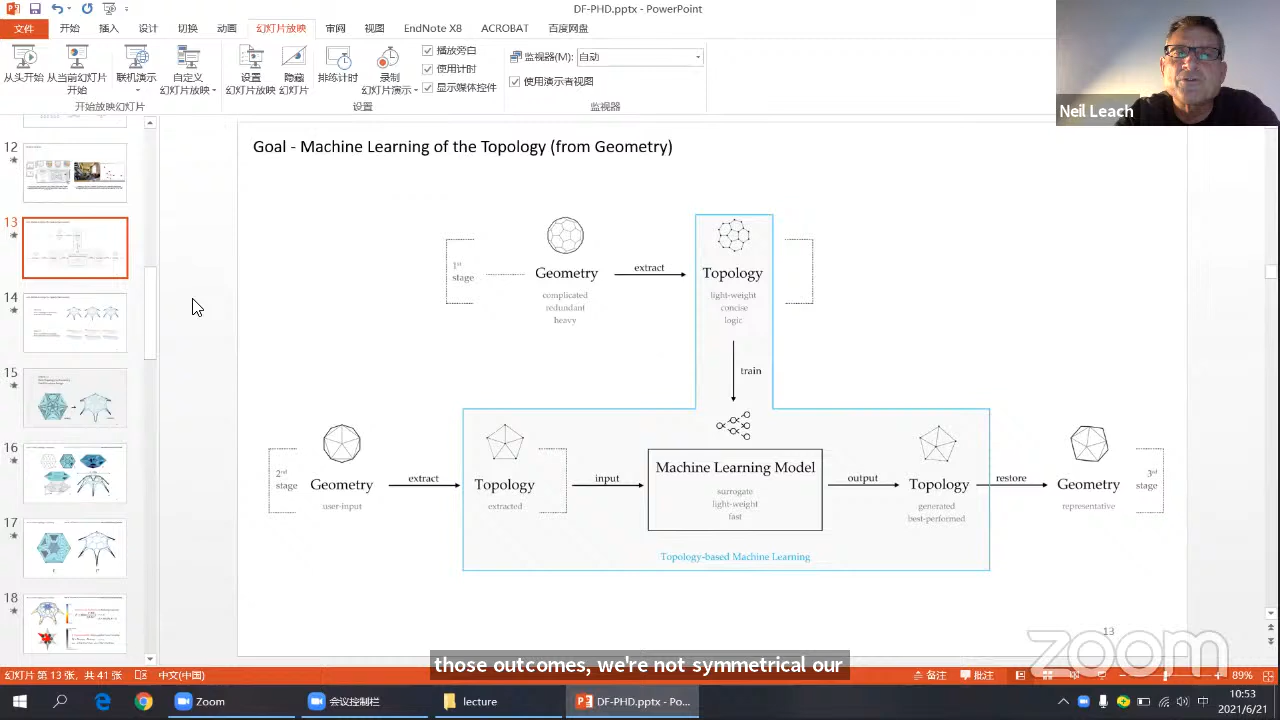 DF-PHD.pptx - PowerPoint
文件 开始 插入 设计 切换 动画 幻灯片放映 审阅 视图 EndNote X8 ACROBAT 百度网盘
从头开始 从当前幻灯片开始 联机演示 自定义幻灯片放映 设置幻灯片放映 隐藏幻灯片 排练计时 录制幻灯片演示
播放旁白
使用计时
显示媒体控件
监视器(M): 自动
使用演示者视图
开始放映幻灯片 设置 监视器
Neil Leach
12
13
14
15
16
17
18
Goal - Machine Learning of the Topology (from Geometry)
1st stage
Geometry
complicated
redundant
heavy
extract
Topology
light-weight
concise
logic
train
2nd stage
Geometry
user-input
extract
Topology
extracted
input
Machine Learning Model
surrogate
light-weight
fast
output
Topology
generated
best-performed
restore
Geometry
representative
3rd stage
Topology-based Machine Learning
13
zoom
those outcomes, we're not symmetrical our
幻灯片 第 13 张，共 41 张 中文(中国) 备注 批注 89%
Zoom 会议控制栏 lecture DF-PHD.pptx - Po...
中
10:53
2021/6/21